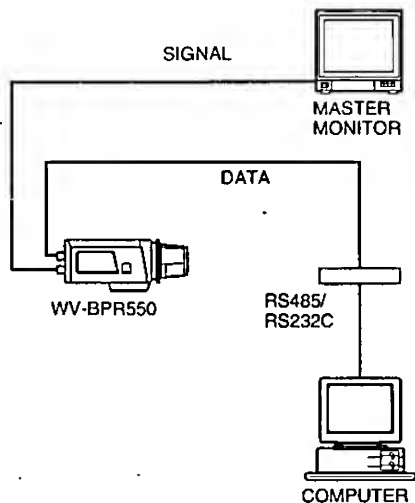 SIGNAL
MASTER
MONITOR
DATA
WV-BPR550
RS485/
RS232C
COMPUTER